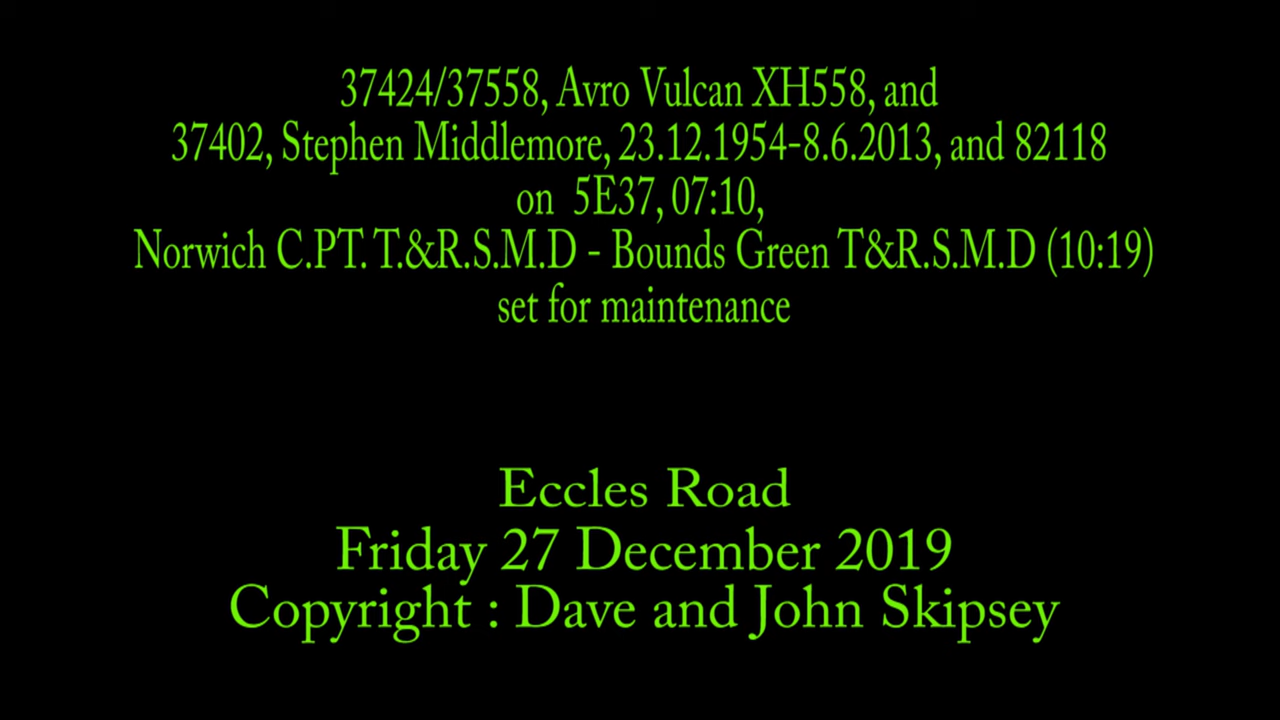 37424/37558, Avro Vulcan XH558, and
37402, Stephen Middlemore, 23.12.1954-8.6.2013, and 82118
on 5E37, 07:10,
Norwich C.PT. T.&R.S.M.D - Bounds Green T&R.S.M.D (10:19)
set for maintenance
Eccles Road
Friday 27 December 2019
Copyright : Dave and John Skipsey